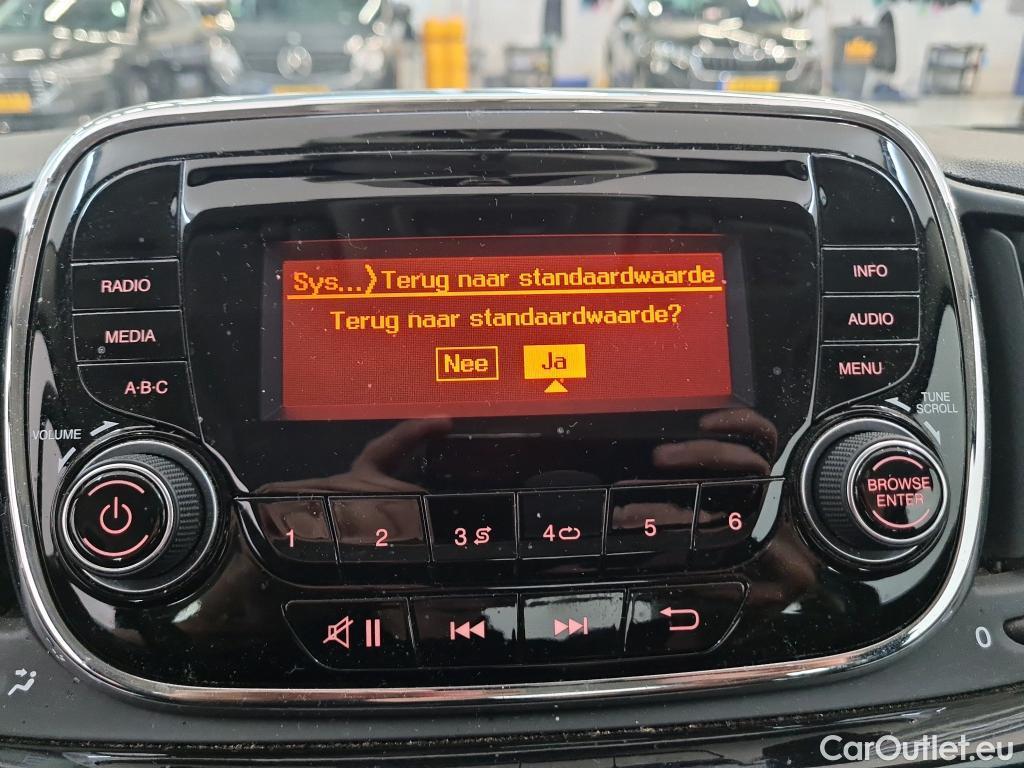 Sys...⟩Terug naar standaardwaarde
Terug naar standaardwaarde?
Nee Ja
RADIO
MEDIA
A·B·C
INFO
AUDIO
MENU
VOLUME
TUNE
SCROLL
BROWSE
ENTER
1 2 3 4 5 6
0
CarOutlet.eu